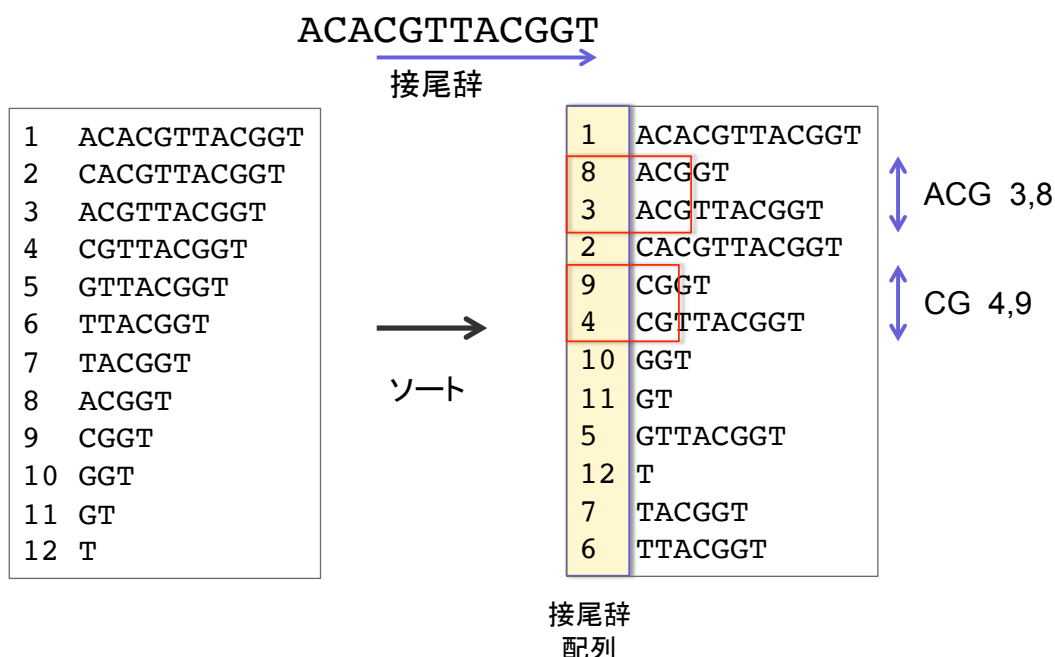 ACACGTTACGGT
接尾辞
1 ACACGTTACGGT
2 CACGTTACGGT
3 ACGTTACGGT
4 CGTTACGGT
5 GTTACGGT
6 TTACGGT
7 TACGGT
8 ACGGT
9 CGGT
10 GGT
11 GT
12 T
ソート
1 ACACGTTACGGT
8 ACGGT
3 ACGTTACGGT
2 CACGTTACGGT
9 CGGT
4 CGTTACGGT
10 GGT
11 GT
5 GTTACGGT
12 T
7 TACGGT
6 TTACGGT
ACG 3,8
CG 4,9
接尾辞
配列